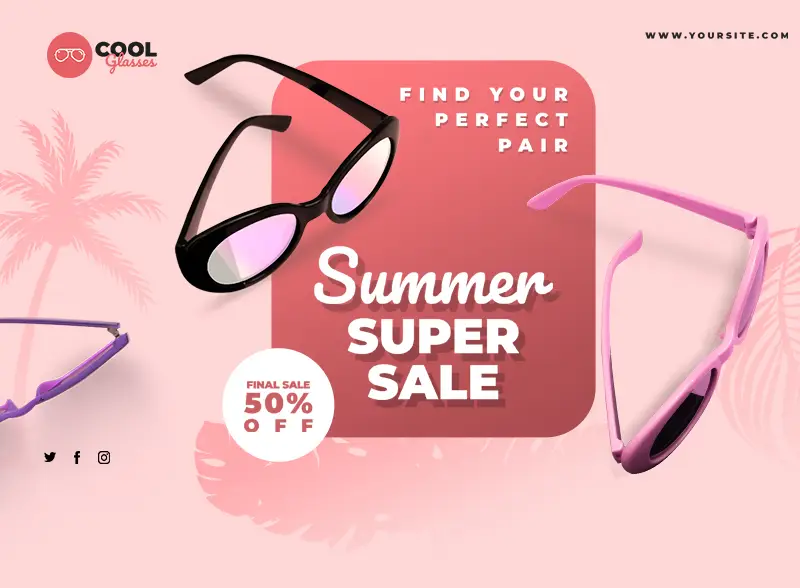 COOL
Glasses
WWW.YOURSITE.COM
FIND YOUR
PERFECT
PAIR
Summer
SUPER
SALE
FINAL SALE
50%
OFF